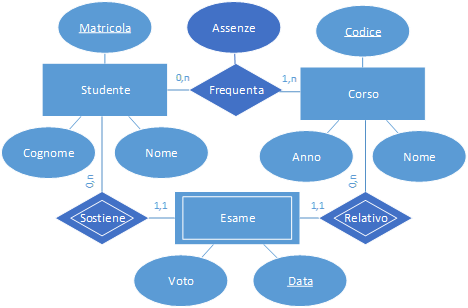 Matricola
Assenze
Codice
Studente
0,n
Frequenta
1,n
Corso
Cognome
Nome
Anno
Nome
0,n
0,n
Sostiene
1,1
Esame
1,1
Relativo
Voto
Data